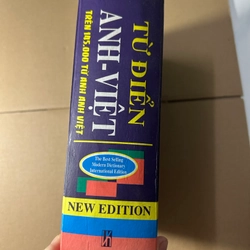 TỪ ĐIỂN
ANH-VIỆT
TRÊN 145.000 TỪ ANH ANH VIỆT
The Best Selling
Modern Dictionary
International Edition
NEW EDITION